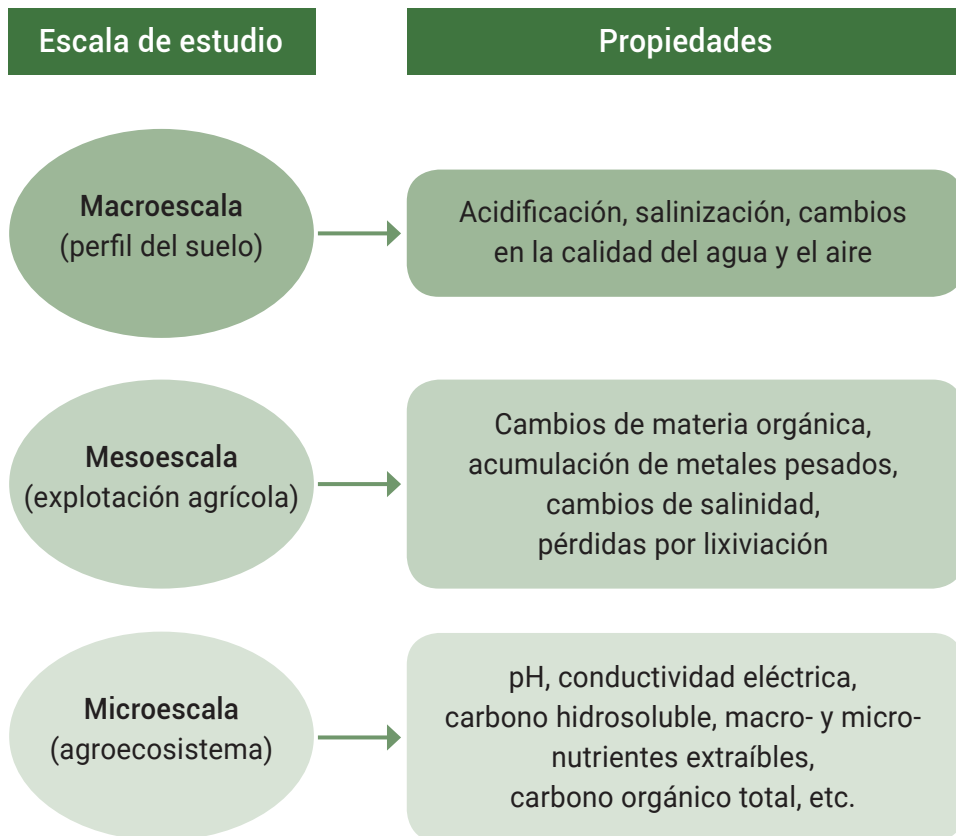 Escala de estudio
Propiedades
Macroescala
(perfil del suelo)
Acidificación, salinización, cambios
en la calidad del agua y el aire
Mesoescala
(explotación agrícola)
Cambios de materia orgánica,
acumulación de metales pesados,
cambios de salinidad,
pérdidas por lixiviación
Microescala
(agroecosistema)
pH, conductividad eléctrica,
carbono hidrosoluble, macro- y micro-
nutrientes extraíbles,
carbono orgánico total, etc.